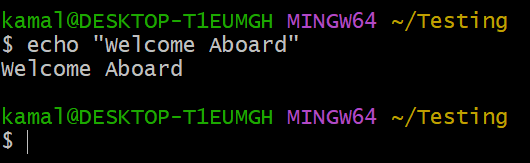 kamal@DESKTOP-T1EUMGH MINGW64 ~/Testing
$ echo "Welcome Aboard"
Welcome Aboard
kamal@DESKTOP-T1EUMGH MINGW64 ~/Testing
$